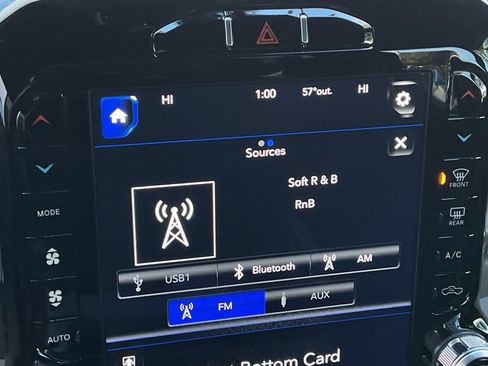 HI 1:00 57°out. HI
Sources
Soft R & B
RnB
MODE
FRONT
REAR
USB1 Bluetooth AM
A/C
FM AUX
AUTO
Bottom Card